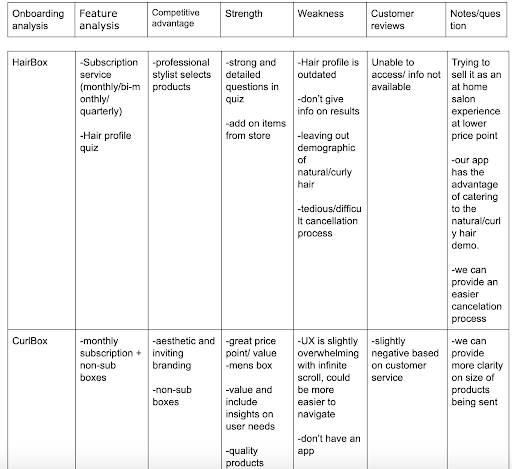 Onboarding
analysis
Feature
analysis
Competitive
advantage
Strength
Weakness
Customer
reviews
Notes/ques
tion
HairBox
-Subscription
service
(monthly/bi-m
onthly/
quarterly)
-Hair profile
quiz
-professional
stylist selects
products
-strong and
detailed
questions in
quiz
-add on items
from store
-Hair profile is
outdated
-don't give
info on results
-leaving out
demographic
of
natural/curly
hair
-tedious/difficu
lt cancellation
process
Unable to
access/ info not
available
Trying to
sell it as an
at home
salon
experience
at lower
price point
-our app
has the
advantage
of catering
to the
natural/curl
y hair
demo.
-we can
provide an
easier
cancelation
process
CurlBox
-monthly
subscription +
non-sub
boxes
-aesthetic and
inviting
branding
-non-sub
boxes
-great price
point/ value
-mens box
-value and
include
insights on
user needs
-quality
products
-UX is slightly
overwhelming
with infinite
scroll, could
be more
easier to
navigate
-don't have an
app
-slightly
negative based
on customer
service
-we can
provide
more clarity
on size of
products
being sent